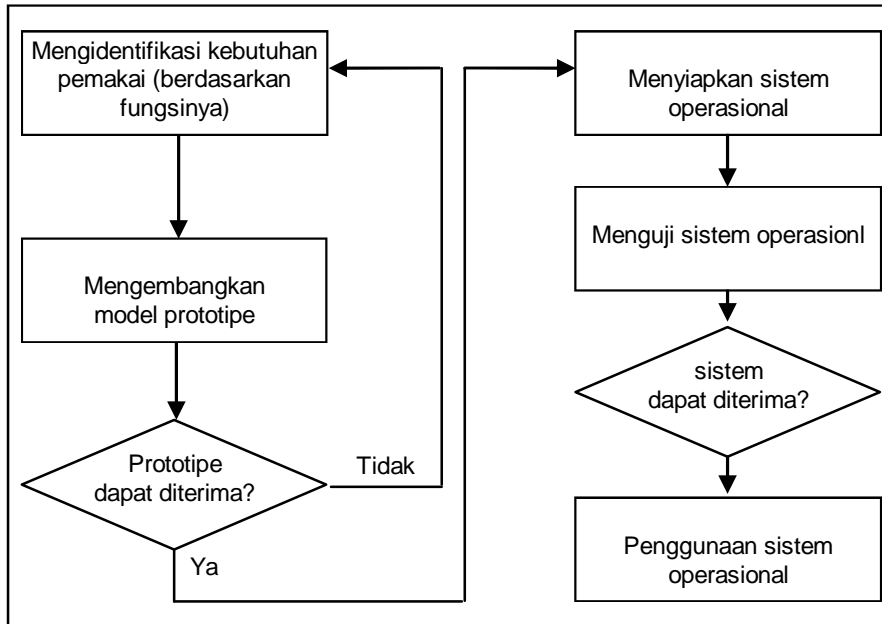 Mengidentifikasi kebutuhan
pemakai (berdasarkan
fungsinya)
Mengembangkan
model prototipe
Prototipe
dapat diterima?
Tidak
Ya
Menyiapkan sistem
operasional
Menguji sistem operasionl
sistem
dapat diterima?
Penggunaan sistem
operasional